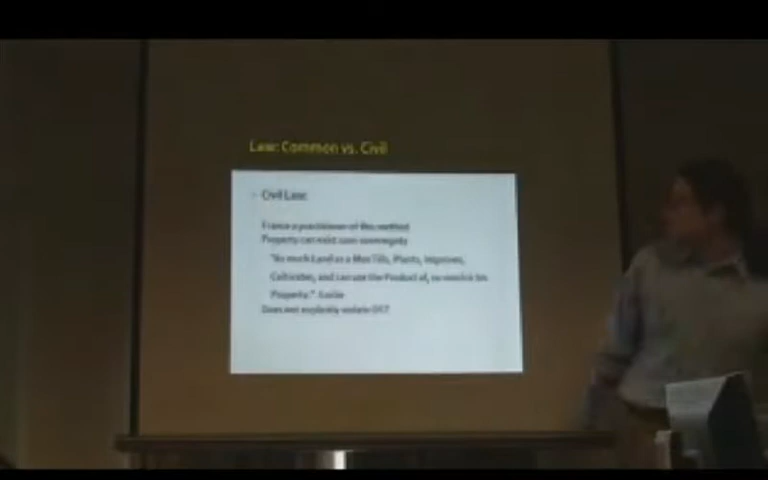 Law: Common vs. Civil
Civil Law:
France a practitioner of this method
Property can exist sans sovereignty
"As much Land as a Man Tills, Plants, Improves,
Cultivates, and can use the Product of, so much is his
Property." -Locke
Does not explicitly violate OST